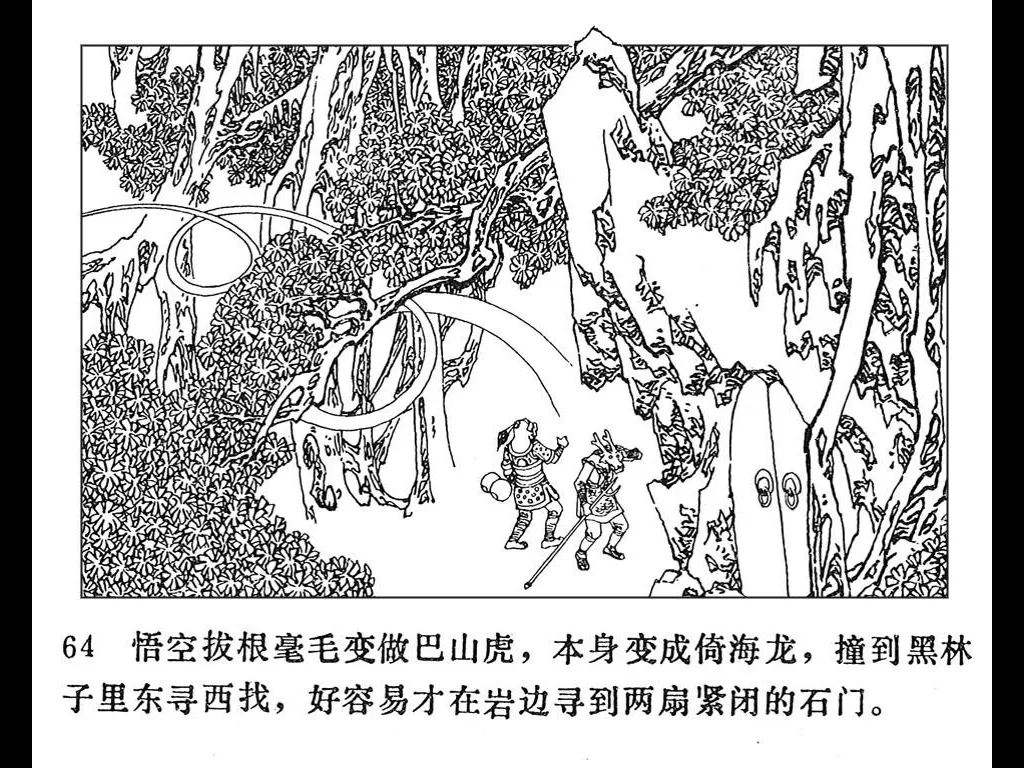 64 悟空拔根毫毛变做巴山虎，本身变成倚海龙，撞到黑林
子里东寻西找，好容易才在岩边寻到两扇紧闭的石门。